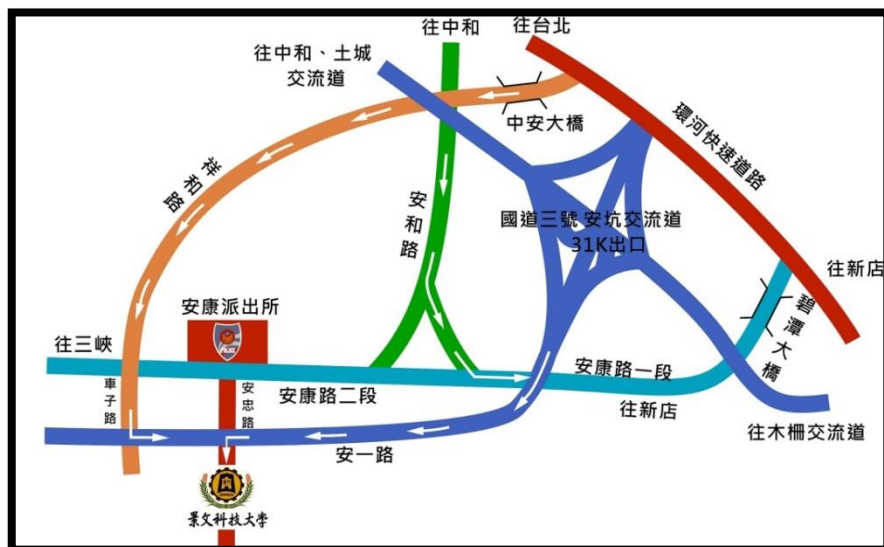 往中和
往台北
往中和、土城
交流道
中安大橋
環河快速道路
祥和路
安和路
國道三號 安坑交流道
31K出口
往新店
碧潭大橋
安康派出所
POLICE
往三峽
車子路
安忠路
安康路二段
安康路一段
往新店
往木柵交流道
安一路
景文科技大學